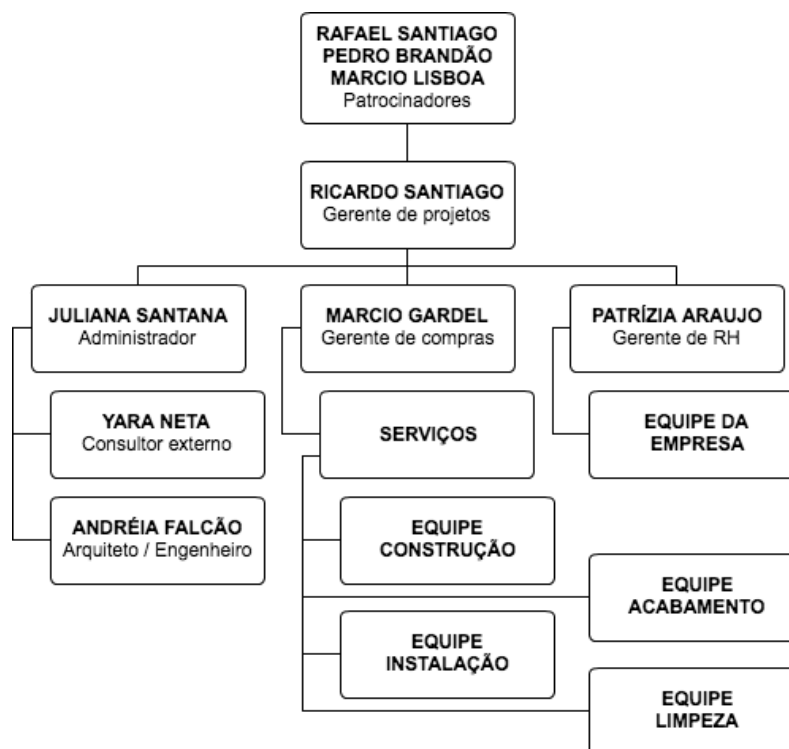 RAFAEL SANTIAGO
PEDRO BRANDÃO
MARCIO LISBOA
Patrocinadores
RICARDO SANTIAGO
Gerente de projetos
JULIANA SANTANA
Administrador
MARCIO GARDEL
Gerente de compras
PATRÍZIA ARAUJO
Gerente de RH
YARA NETA
Consultor externo
SERVIÇOS
EQUIPE DA
EMPRESA
ANDRÉIA FALCÃO
Arquiteto / Engenheiro
EQUIPE
CONSTRUÇÃO
EQUIPE
ACABAMENTO
EQUIPE
INSTALAÇÃO
EQUIPE
LIMPEZA